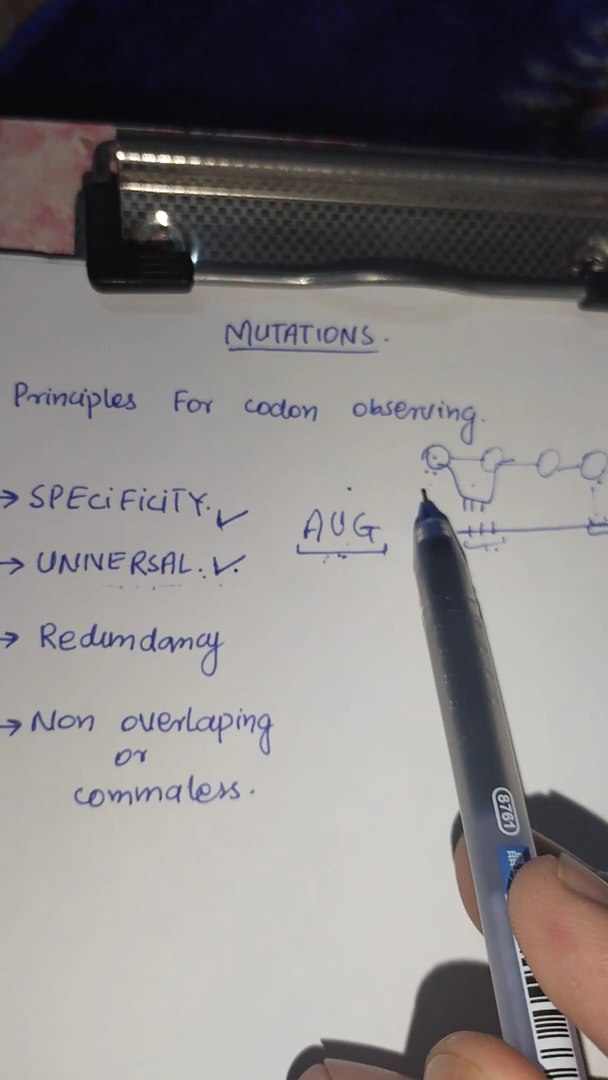 MUTATIONS.
Principles For codon observing.
→ SPECiFiCiTY. ✓
AUG
→ UNIVERSAL. ✓
→ Redundancy
→ Non overlaping
or
commaless.
8761